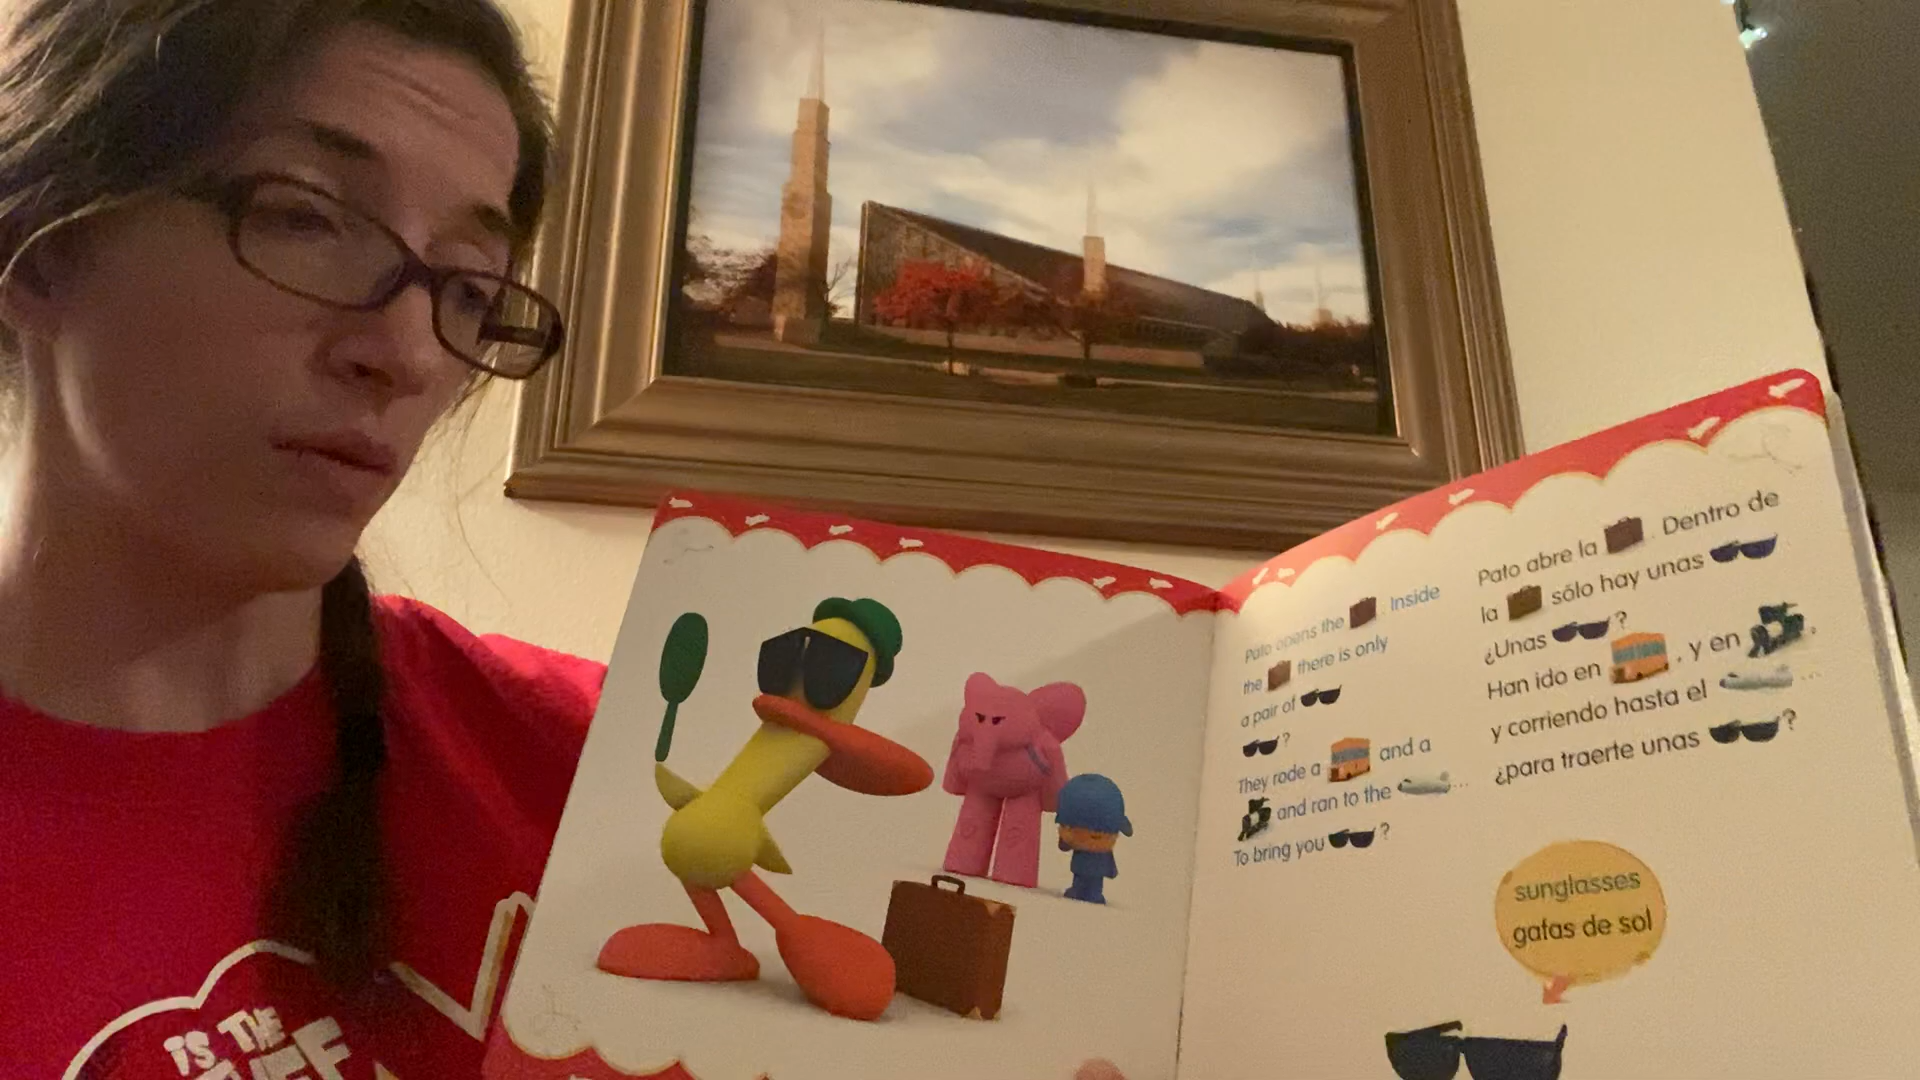 Pato opens the . Inside
the there is only
a pair of
?
They rode a and a
and ran to the ...
To bring you ?
Pato abre la . Dentro de
la sólo hay unas
¿Unas ?
Han ido en , y en ,
y corriendo hasta el ...
¿para traerte unas ?
sunglasses
gafas de sol
iS THE